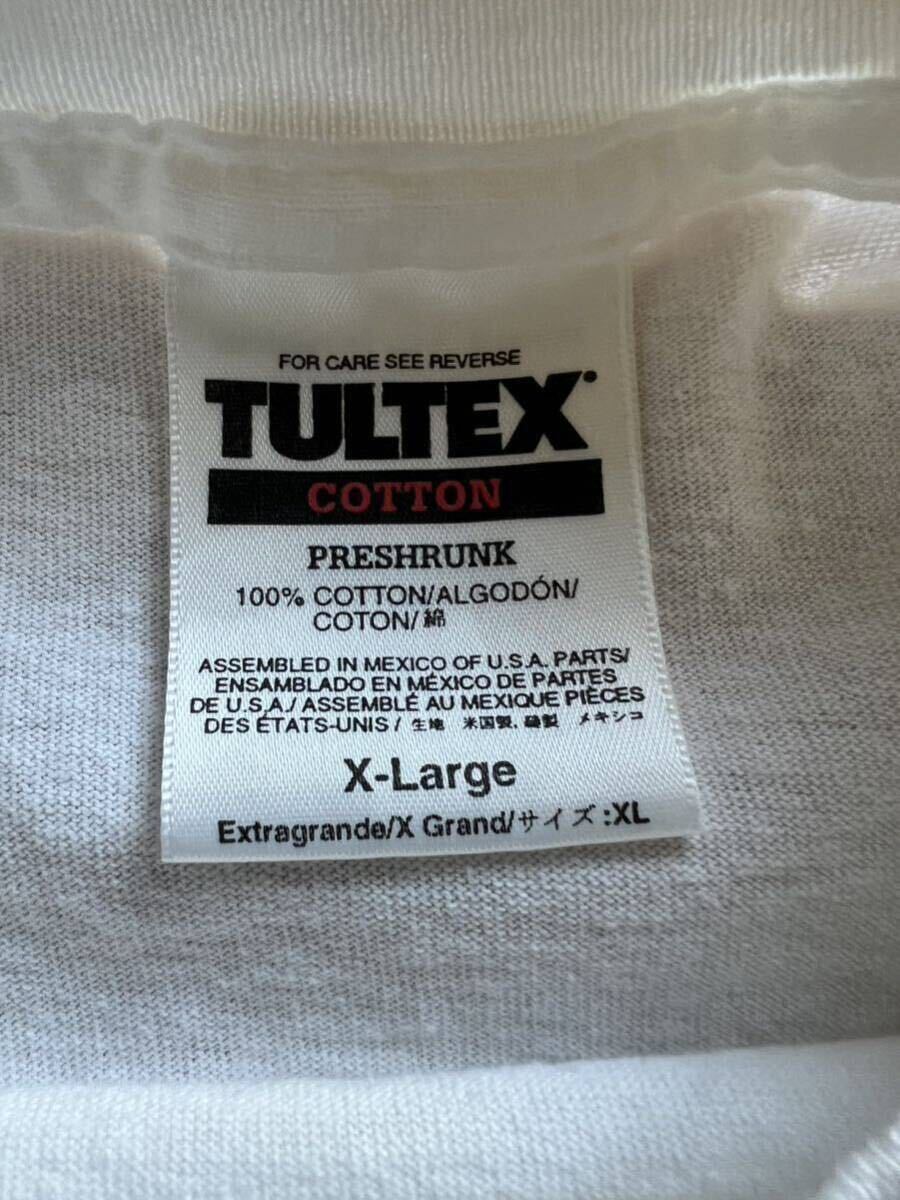 FOR CARE SEE REVERSE
TULTEX
COTTON
PRESHRUNK
100% COTTON/ALGODÓN/
COTON/綿
ASSEMBLED IN MEXICO OF U.S.A. PARTS/
ENSAMBLADO EN MÉXICO DE PARTES
DE U.S.A./ ASSEMBLÉ AU MEXIQUE PIÈCES
DES ÉTATS-UNIS / 生地 米国製, 縫製 メキシコ
X-Large
Extragrande/X Grand/サイズ:XL